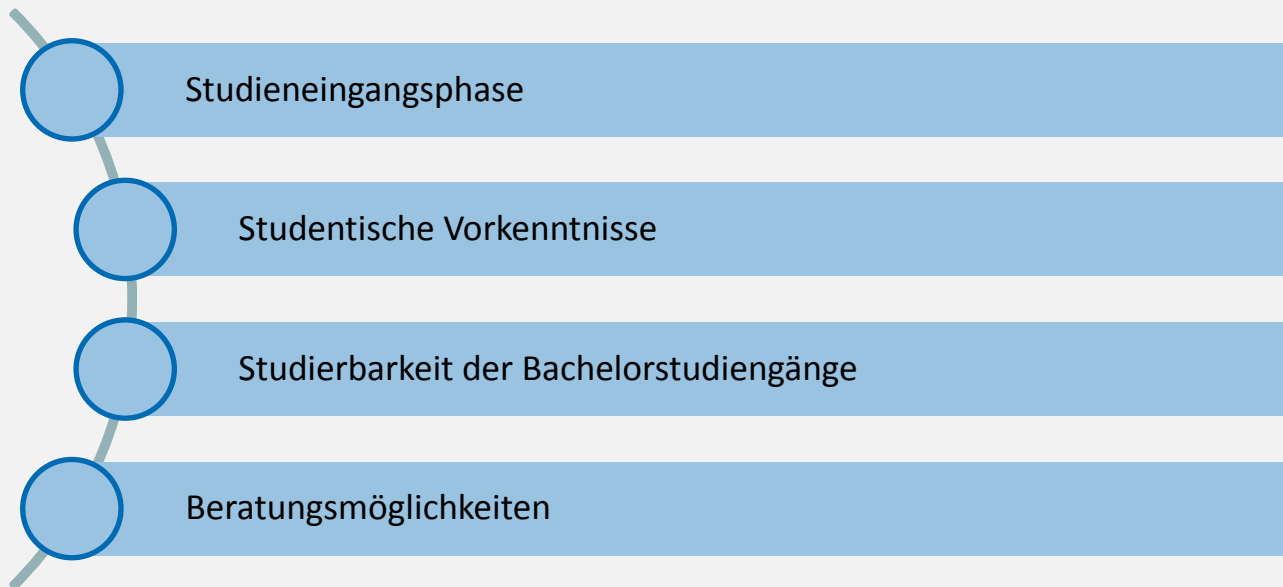 Studieneingangsphase
Studentische Vorkenntnisse
Studierbarkeit der Bachelorstudiengänge
Beratungsmöglichkeiten